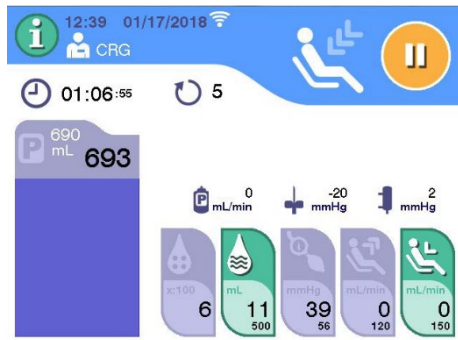 12:39 01/17/2018
CRG
01:06:55 5
P 690 mL 693
P 0 mL/min -20 mmHg 2 mmHg
x:100 6
mL 11 500
mmHg 39 56
mL/min 0 120
mL/min 0 150